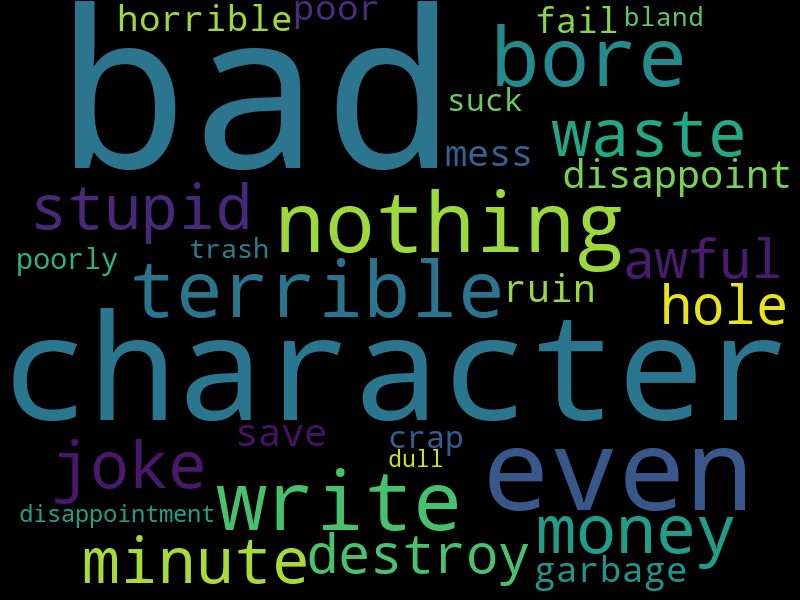 horrible poor fail bland
bad bore
suck waste
mess disappoint
stupid nothing awful
poorly trash terrible ruin hole
character
save crap
joke dull even
disappointment write money
minute destroy garbage